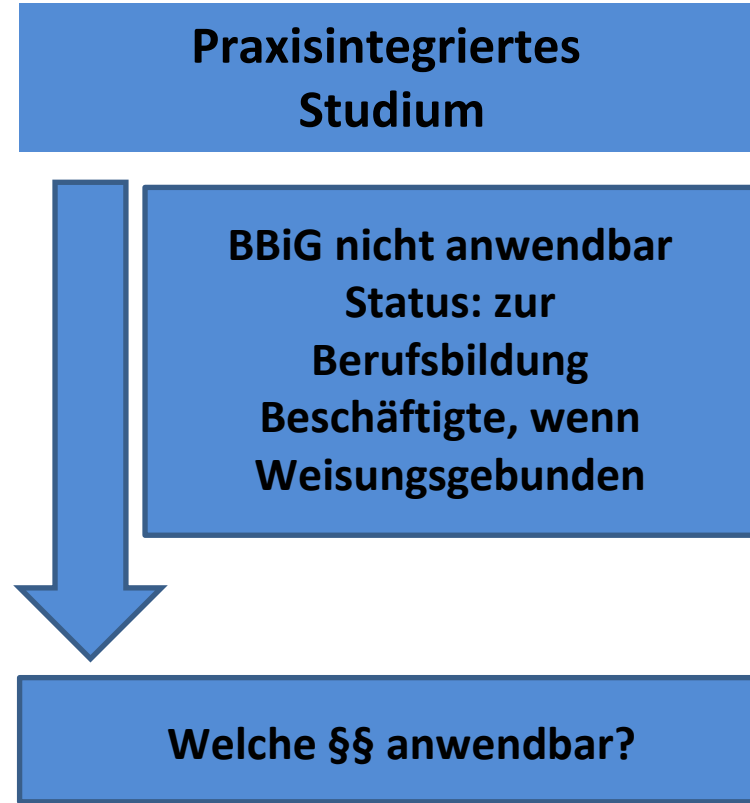 Praxisintegriertes
Studium
BBiG nicht anwendbar
Status: zur
Berufsbildung
Beschäftigte, wenn
Weisungsgebunden
Welche §§ anwendbar?